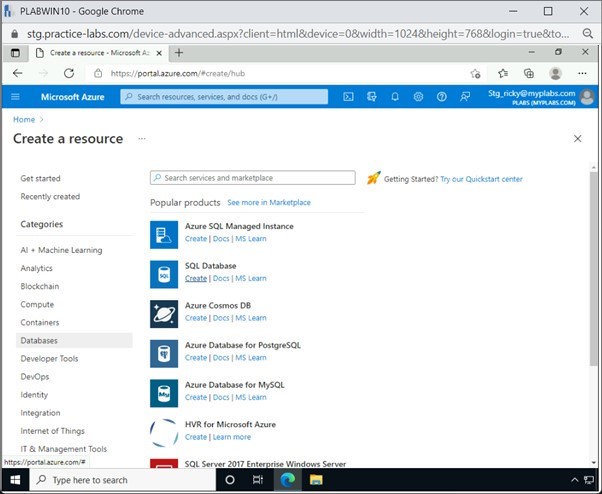 PLABWIN10 - Google Chrome
stg.practice-labs.com/device-advanced.aspx?client=html&device=0&width=1024&height=768&login=true&to...
Create a resource - Microsoft Az
https://portal.azure.com/#create/hub
Microsoft Azure
Search resources, services, and docs (G+/)
Stg_ricky@myplabs.com
PLABS (MYPLABS.COM)
Home >
Create a resource ...
Get started
Recently created
Categories
AI + Machine Learning
Analytics
Blockchain
Compute
Containers
Databases
Developer Tools
DevOps
Identity
Integration
Internet of Things
IT & Management Tools
Search services and marketplace
Getting Started? Try our Quickstart center
Popular products See more in Marketplace
Azure SQL Managed Instance
Create | Docs | MS Learn
SQL
SQL Database
Create | Docs | MS Learn
Azure Cosmos DB
Create | Docs | MS Learn
Azure Database for PostgreSQL
Create | Docs | MS Learn
My
Azure Database for MySQL
Create | Docs | MS Learn
HVR for Microsoft Azure
Create | Learn more
SQL Server 2017 Enterprise Windows Server
https://portal.azure.com/#
Type here to search